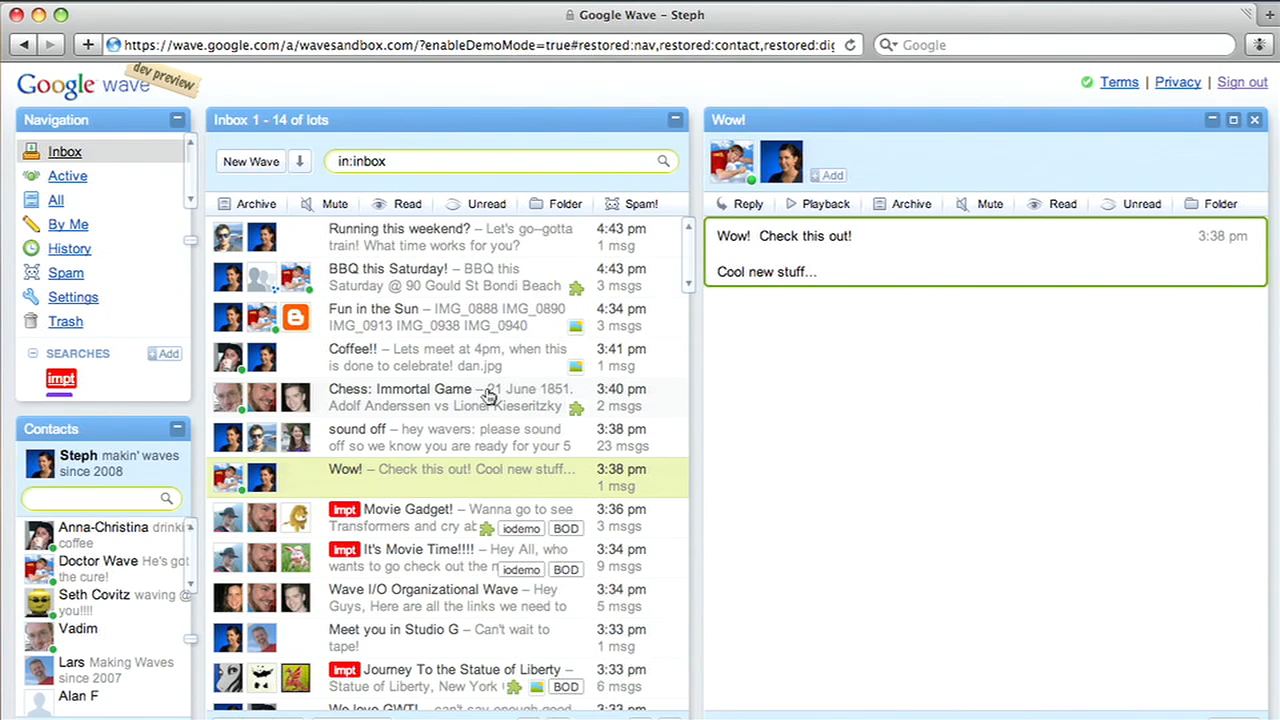 Google Wave – Steph
https://wave.google.com/a/wavesandbox.com/?enableDemoMode=true#restored:nav,restored:contact,restored:dig
Google
Google wave
dev preview
Terms | Privacy | Sign out
Navigation
Inbox
Active
All
By Me
History
Spam
Settings
Trash
SEARCHES
Add
impt
Contacts
Steph makin' waves
since 2008
Anna-Christina drinki
coffee
Doctor Wave He's got
the cure!
Seth Covitz waving @
you!!!!
Vadim
Lars Making Waves
since 2007
Alan F
Inbox 1 - 14 of lots
New Wave
in:inbox
Archive Mute Read Unread Folder Spam!
Running this weekend? – Let's go–gotta 4:43 pm
train! What time works for you? 1 msg
BBQ this Saturday! – BBQ this 4:43 pm
Saturday @ 90 Gould St Bondi Beach 3 msgs
Fun in the Sun – IMG_0888 IMG_0890 4:34 pm
IMG_0913 IMG_0938 IMG_0940 3 msgs
Coffee!! – Lets meet at 4pm, when this 3:41 pm
is done to celebrate! dan.jpg 1 msg
Chess: Immortal Game – 21 June 1851. 3:40 pm
Adolf Anderssen vs Lionel Kieseritzky 2 msgs
sound off – hey wavers: please sound 3:38 pm
off so we know you are ready for your 5 23 msgs
Wow! – Check this out! Cool new stuff... 3:38 pm
1 msg
impt Movie Gadget! – Wanna go to see 3:36 pm
Transformers and cry ab iodemo BOD 3 msgs
impt It's Movie Time!!!! – Hey All, who 3:34 pm
wants to go check out the n iodemo BOD 9 msgs
Wave I/O Organizational Wave – Hey 3:34 pm
Guys, Here are all the links we need to 5 msgs
Meet you in Studio G – Can't wait to 3:33 pm
tape! 1 msg
impt Journey To the Statue of Liberty – 3:33 pm
Statue of Liberty, New York BOD 6 msgs
We love GWT! – can't say enough good 3:33 pm
Wow!
Add
Reply Playback Archive Mute Read Unread Folder
Wow! Check this out! 3:38 pm
Cool new stuff...